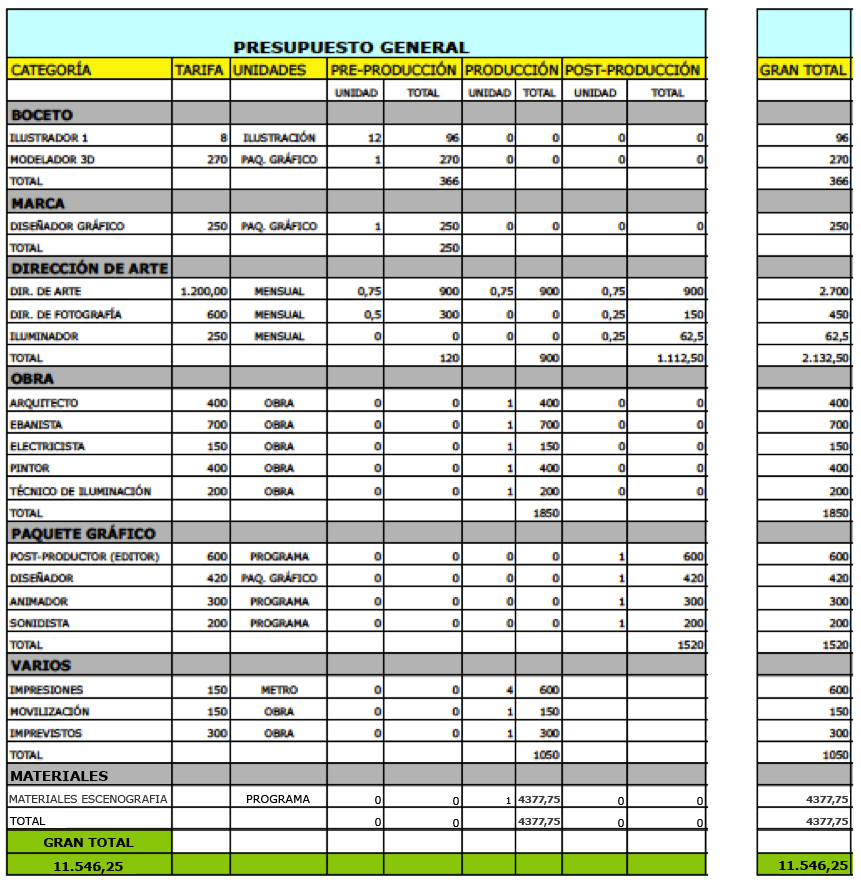 PRESUPUESTO GENERAL
CATEGORÍA TARIFA UNIDADES PRE-PRODUCCIÓN PRODUCCIÓN POST-PRODUCCIÓN GRAN TOTAL
UNIDAD TOTAL UNIDAD TOTAL UNIDAD TOTAL
BOCETO
ILUSTRADOR 1 8 ILUSTRACIÓN 12 96 0 0 0 0 96
MODELADOR 3D 270 PAQ. GRÁFICO 1 270 0 0 0 0 270
TOTAL 366 366
MARCA
DISEÑADOR GRÁFICO 250 PAQ. GRÁFICO 1 250 0 0 0 0 250
TOTAL 250
DIRECCIÓN DE ARTE
DIR. DE ARTE 1.200,00 MENSUAL 0,75 900 0,75 900 0,75 900 2.700
DIR. DE FOTOGRAFÍA 600 MENSUAL 0,5 300 0 0 0,25 150 450
ILUMINADOR 250 MENSUAL 0 0 0 0 0,25 62,5 62,5
TOTAL 120 900 1.112,50 2.132,50
OBRA
ARQUITECTO 400 OBRA 0 0 1 400 0 0 400
EBANISTA 700 OBRA 0 0 1 700 0 0 700
ELECTRICISTA 150 OBRA 0 0 1 150 0 0 150
PINTOR 400 OBRA 0 0 1 400 0 0 400
TÉCNICO DE ILUMINACIÓN 200 OBRA 0 0 1 200 0 0 200
TOTAL 1850 1850
PAQUETE GRÁFICO
POST-PRODUCTOR (EDITOR) 600 PROGRAMA 0 0 0 0 1 600 600
DISEÑADOR 420 PAQ. GRÁFICO 0 0 0 0 1 420 420
ANIMADOR 300 PROGRAMA 0 0 0 0 1 300 300
SONIDISTA 200 PROGRAMA 0 0 0 0 1 200 200
TOTAL 1520 1520
VARIOS
IMPRESIONES 150 METRO 0 0 4 600 600
MOVILIZACIÓN 150 OBRA 0 0 1 150 150
IMPREVISTOS 300 OBRA 0 0 1 300 300
TOTAL 1050 1050
MATERIALES
MATERIALES ESCENOGRAFIA PROGRAMA 0 0 1 4377,75 0 0 4377,75
TOTAL 0 0 4377,75 0 0 4377,75
GRAN TOTAL
11.546,25 11.546,25